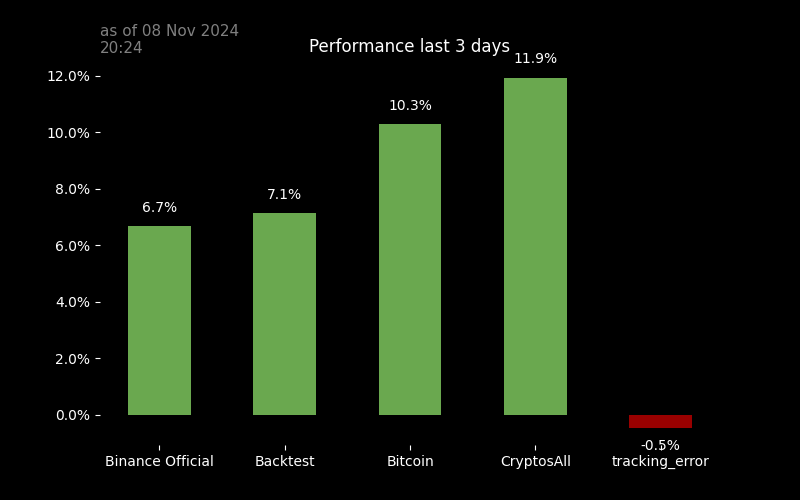 as of 08 Nov 2024
20:24
Performance last 3 days
12.0%
10.0%
8.0%
6.0%
4.0%
2.0%
0.0%
6.7%
7.1%
10.3%
11.9%
-0.5%
Binance Official
Backtest
Bitcoin
CryptosAll
tracking_error